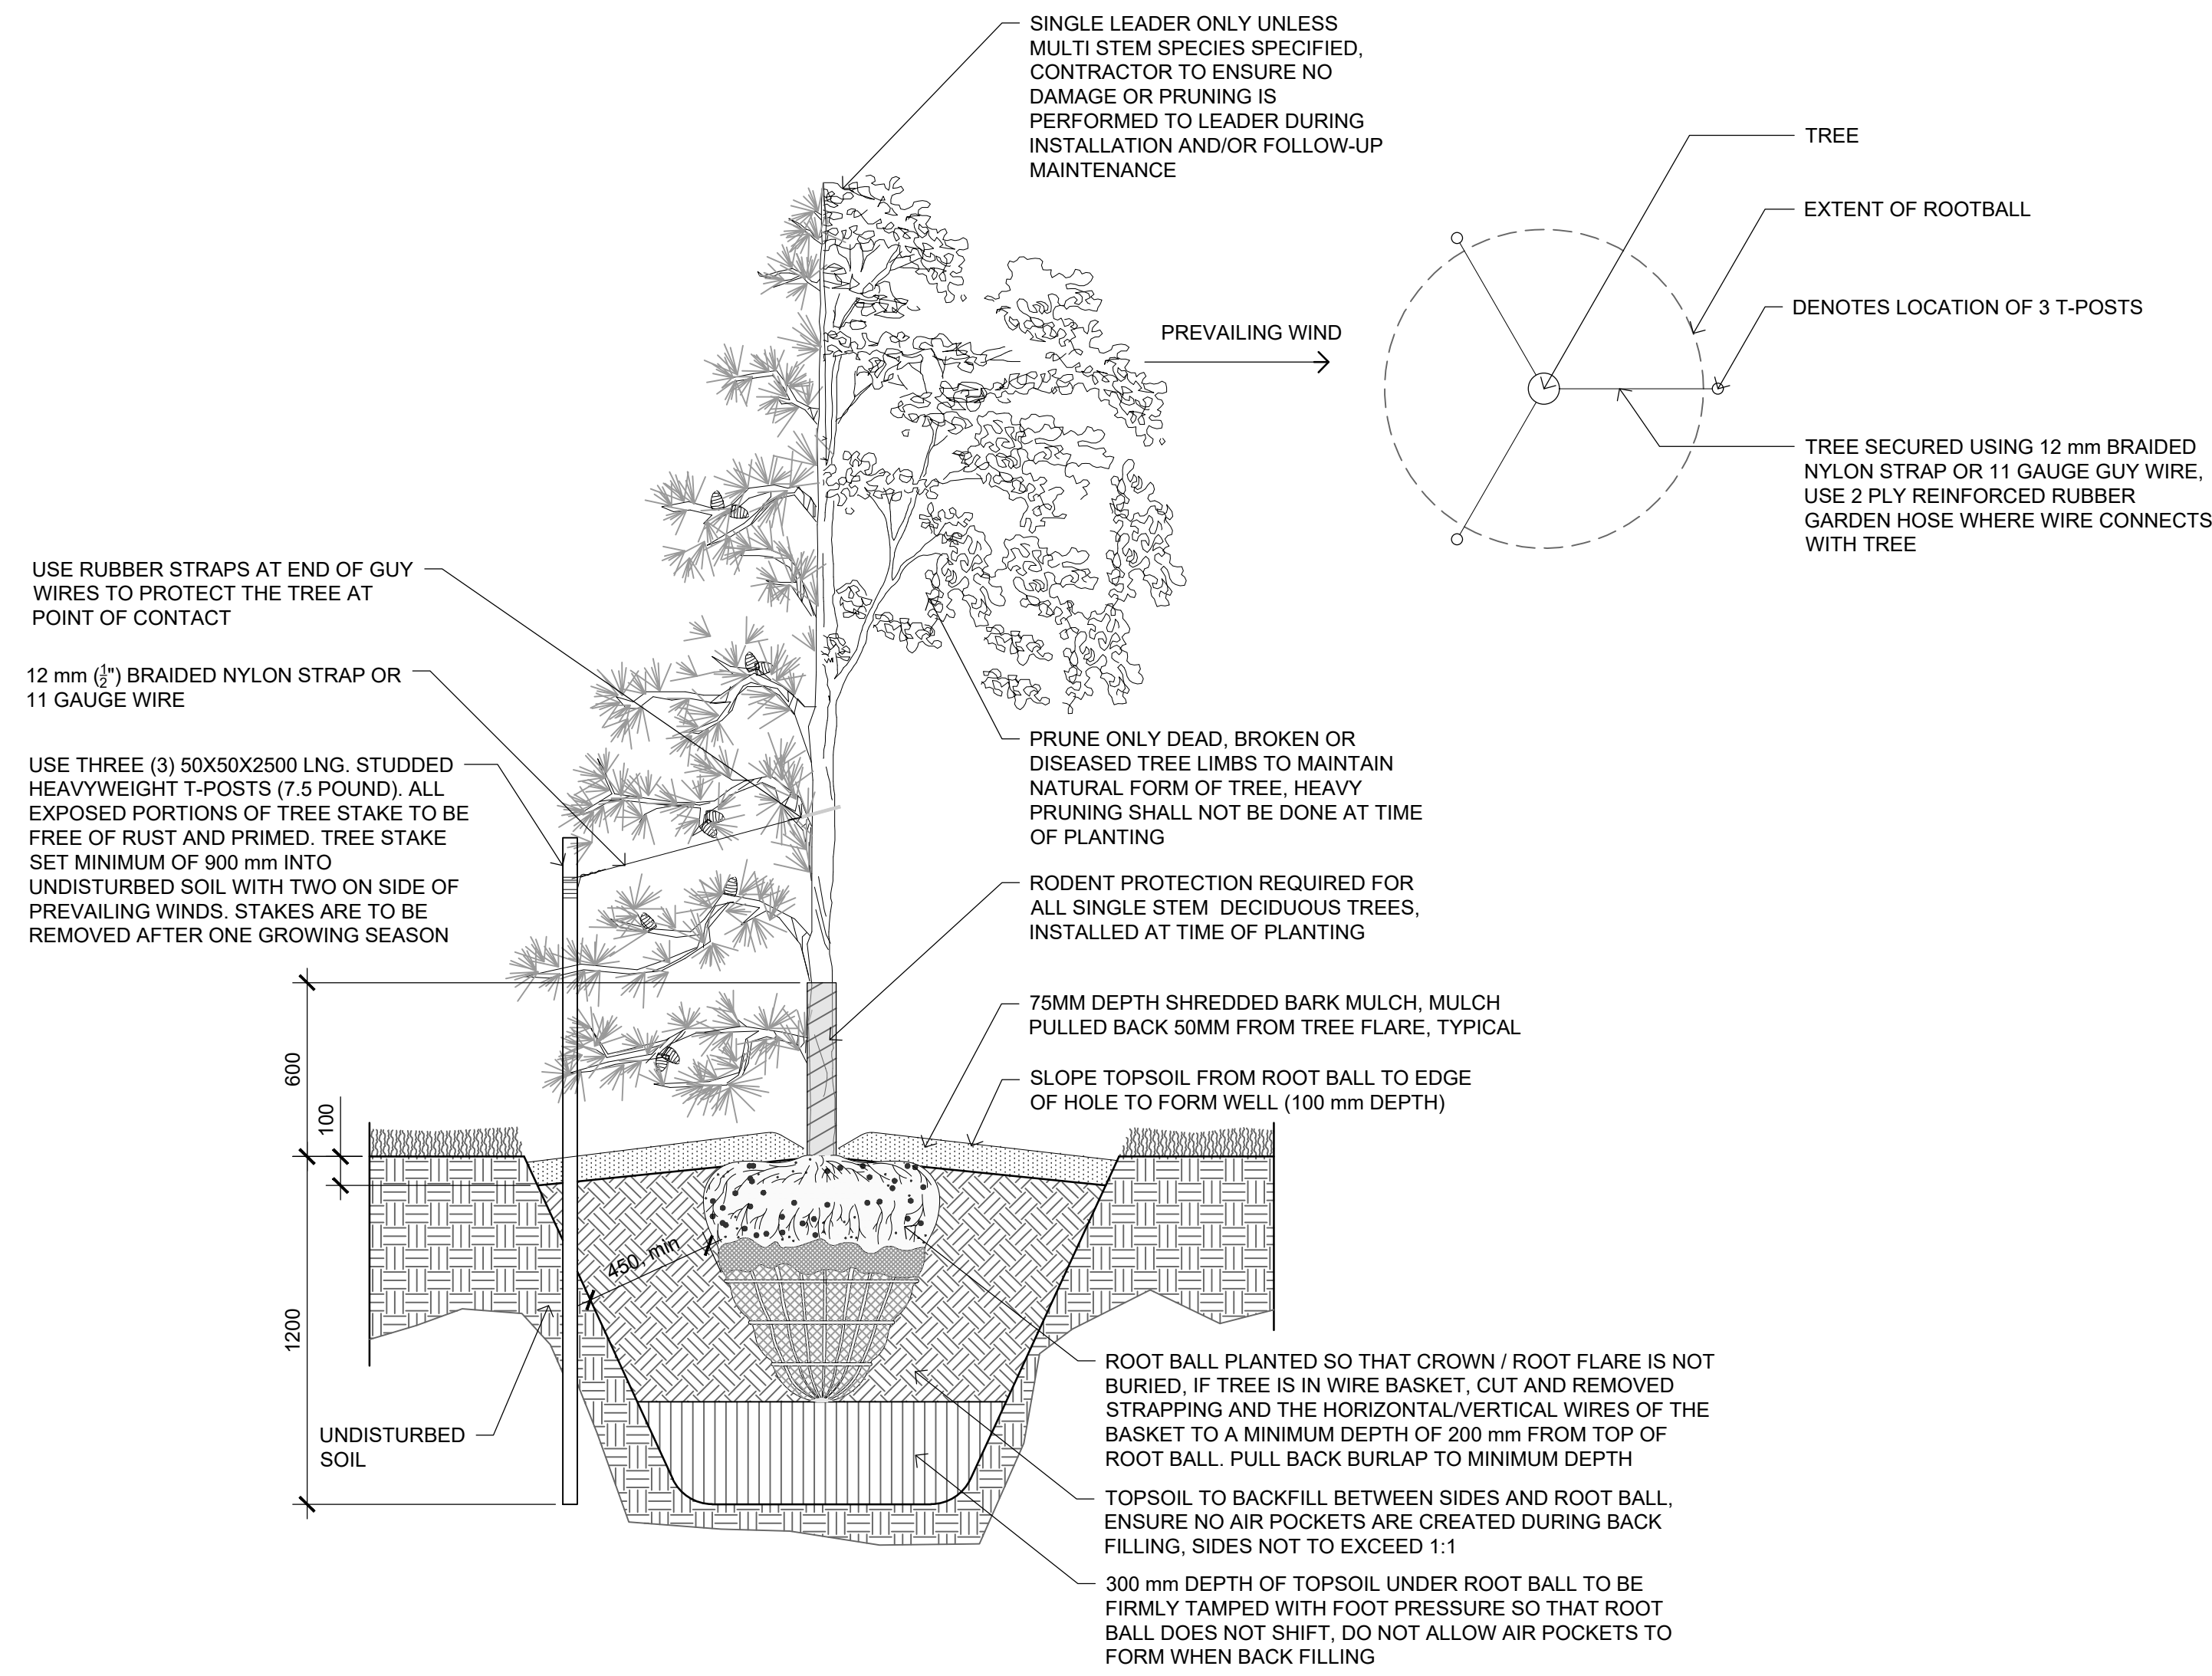 SINGLE LEADER ONLY UNLESS
MULTI STEM SPECIES SPECIFIED,
CONTRACTOR TO ENSURE NO
DAMAGE OR PRUNING IS
PERFORMED TO LEADER DURING
INSTALLATION AND/OR FOLLOW-UP
MAINTENANCE
TREE
EXTENT OF ROOTBALL
DENOTES LOCATION OF 3 T-POSTS
PREVAILING WIND
TREE SECURED USING 12 mm BRAIDED
NYLON STRAP OR 11 GAUGE GUY WIRE,
USE 2 PLY REINFORCED RUBBER
GARDEN HOSE WHERE WIRE CONNECTS
WITH TREE
USE RUBBER STRAPS AT END OF GUY
WIRES TO PROTECT THE TREE AT
POINT OF CONTACT
12 mm (1/2") BRAIDED NYLON STRAP OR
11 GAUGE WIRE
USE THREE (3) 50X50X2500 LNG. STUDDED
HEAVYWEIGHT T-POSTS (7.5 POUND). ALL
EXPOSED PORTIONS OF TREE STAKE TO BE
FREE OF RUST AND PRIMED. TREE STAKE
SET MINIMUM OF 900 mm INTO
UNDISTURBED SOIL WITH TWO ON SIDE OF
PREVAILING WINDS. STAKES ARE TO BE
REMOVED AFTER ONE GROWING SEASON
PRUNE ONLY DEAD, BROKEN OR
DISEASED TREE LIMBS TO MAINTAIN
NATURAL FORM OF TREE, HEAVY
PRUNING SHALL NOT BE DONE AT TIME
OF PLANTING
RODENT PROTECTION REQUIRED FOR
ALL SINGLE STEM DECIDUOUS TREES,
INSTALLED AT TIME OF PLANTING
75MM DEPTH SHREDDED BARK MULCH, MULCH
PULLED BACK 50MM FROM TREE FLARE, TYPICAL
SLOPE TOPSOIL FROM ROOT BALL TO EDGE
OF HOLE TO FORM WELL (100 mm DEPTH)
600
100
450, min
1200
UNDISTURBED
SOIL
ROOT BALL PLANTED SO THAT CROWN / ROOT FLARE IS NOT
BURIED, IF TREE IS IN WIRE BASKET, CUT AND REMOVED
STRAPPING AND THE HORIZONTAL/VERTICAL WIRES OF THE
BASKET TO A MINIMUM DEPTH OF 200 mm FROM TOP OF
ROOT BALL. PULL BACK BURLAP TO MINIMUM DEPTH
TOPSOIL TO BACKFILL BETWEEN SIDES AND ROOT BALL,
ENSURE NO AIR POCKETS ARE CREATED DURING BACK
FILLING, SIDES NOT TO EXCEED 1:1
300 mm DEPTH OF TOPSOIL UNDER ROOT BALL TO BE
FIRMLY TAMPED WITH FOOT PRESSURE SO THAT ROOT
BALL DOES NOT SHIFT, DO NOT ALLOW AIR POCKETS TO
FORM WHEN BACK FILLING